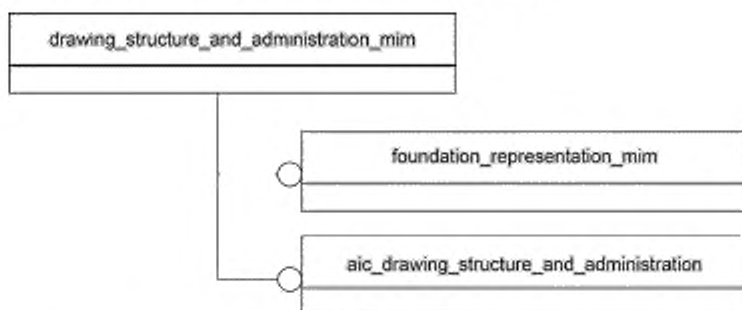 drawing_structure_and_administration_mim
foundation_representation_mim
aic_drawing_structure_and_administration